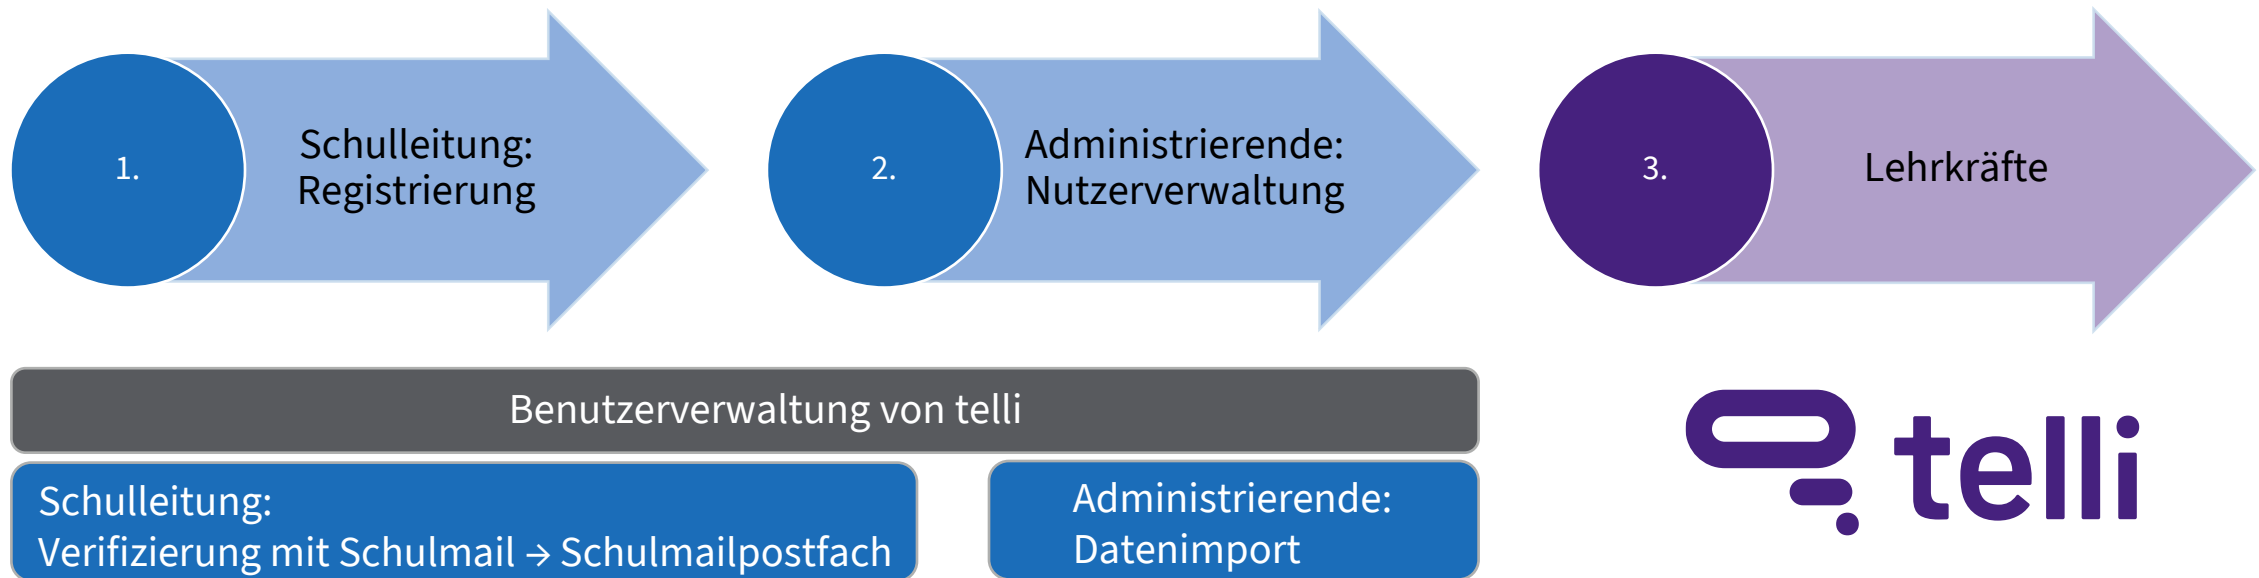 1.
Schulleitung:
Registrierung
2.
Administrierende:
Nutzerverwaltung
3.
Lehrkräfte
Benutzerverwaltung von telli
Schulleitung:
Verifizierung mit Schulmail → Schulmailpostfach
Administrierende:
Datenimport
telli